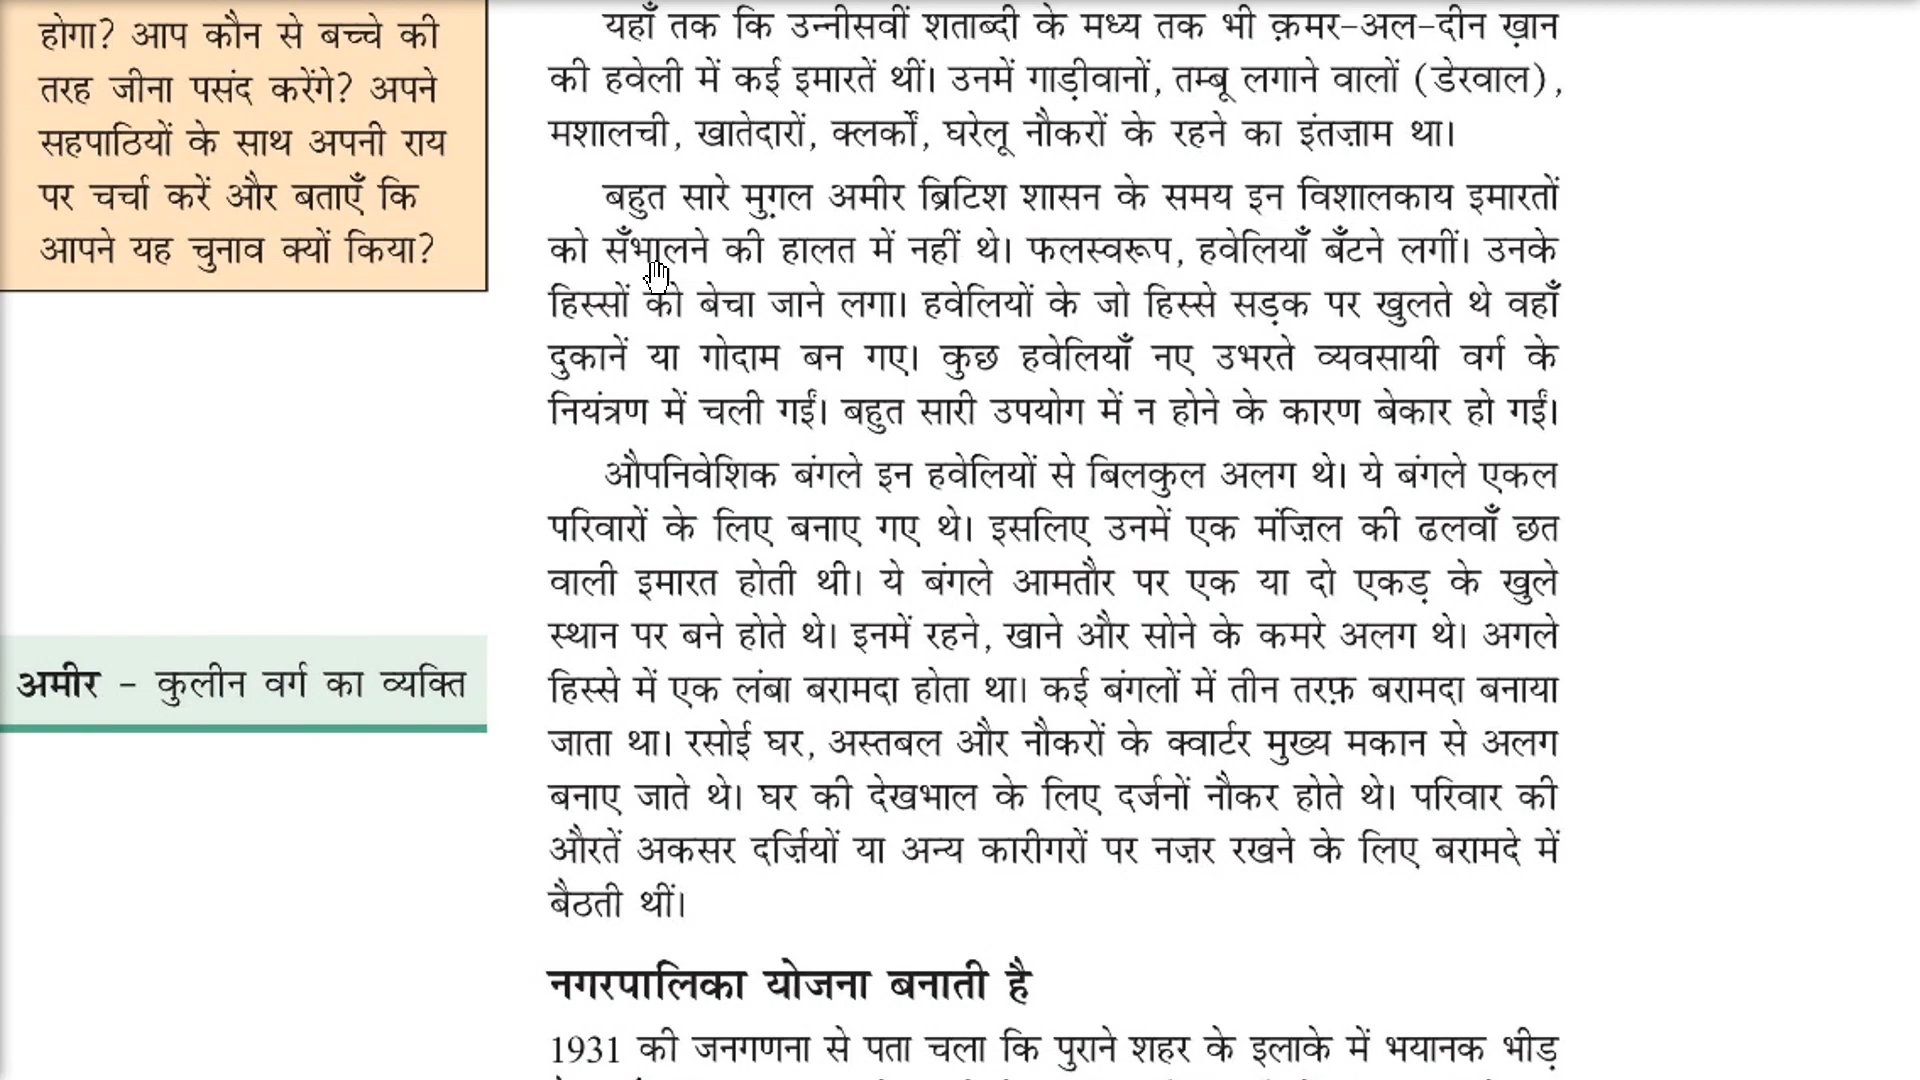 होगा? आप कौन से बच्चे की
तरह जीना पसंद करेंगे? अपने
सहपाठियों के साथ अपनी राय
पर चर्चा करें और बताएँ कि
आपने यह चुनाव क्यों किया?
अमीर – कुलीन वर्ग का व्यक्ति
यहाँ तक कि उन्नीसवीं शताब्दी के मध्य तक भी क़मर-अल-दीन ख़ान
की हवेली में कई इमारतें थीं। उनमें गाड़ीवानों, तम्बू लगाने वालों (डेरवाल),
मशालची, खातेदारों, क्लर्कों, घरेलू नौकरों के रहने का इंतज़ाम था।
बहुत सारे मुग़ल अमीर ब्रिटिश शासन के समय इन विशालकाय इमारतों
को सँभालने की हालत में नहीं थे। फलस्वरूप, हवेलियाँ बँटने लगीं। उनके
हिस्सों को बेचा जाने लगा। हवेलियों के जो हिस्से सड़क पर खुलते थे वहाँ
दुकानें या गोदाम बन गए। कुछ हवेलियाँ नए उभरते व्यवसायी वर्ग के
नियंत्रण में चली गईं। बहुत सारी उपयोग में न होने के कारण बेकार हो गईं।
औपनिवेशिक बंगले इन हवेलियों से बिलकुल अलग थे। ये बंगले एकल
परिवारों के लिए बनाए गए थे। इसलिए उनमें एक मंज़िल की ढलवाँ छत
वाली इमारत होती थी। ये बंगले आमतौर पर एक या दो एकड़ के खुले
स्थान पर बने होते थे। इनमें रहने, खाने और सोने के कमरे अलग थे। अगले
हिस्से में एक लंबा बरामदा होता था। कई बंगलों में तीन तरफ़ बरामदा बनाया
जाता था। रसोई घर, अस्तबल और नौकरों के क्वार्टर मुख्य मकान से अलग
बनाए जाते थे। घर की देखभाल के लिए दर्जनों नौकर होते थे। परिवार की
औरतें अकसर दर्ज़ियों या अन्य कारीगरों पर नज़र रखने के लिए बरामदे में
बैठती थीं।
नगरपालिका योजना बनाती है
1931 की जनगणना से पता चला कि पुराने शहर के इलाके में भयानक भीड़